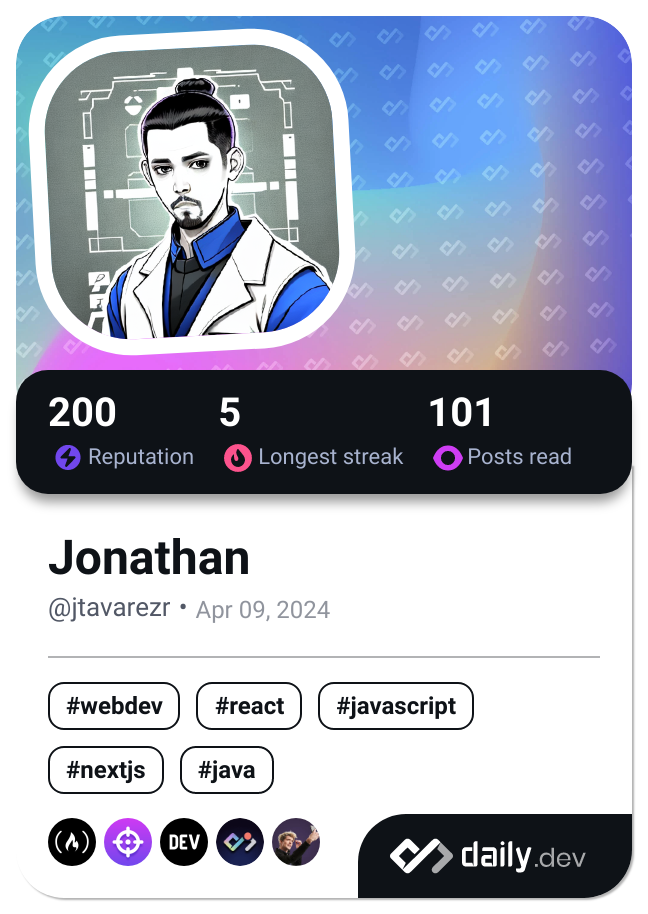 200 5 101
Reputation Longest streak Posts read
Jonathan
@jtavarezr • Apr 09, 2024
#webdev #react #javascript
#nextjs #java
DEV
daily.dev